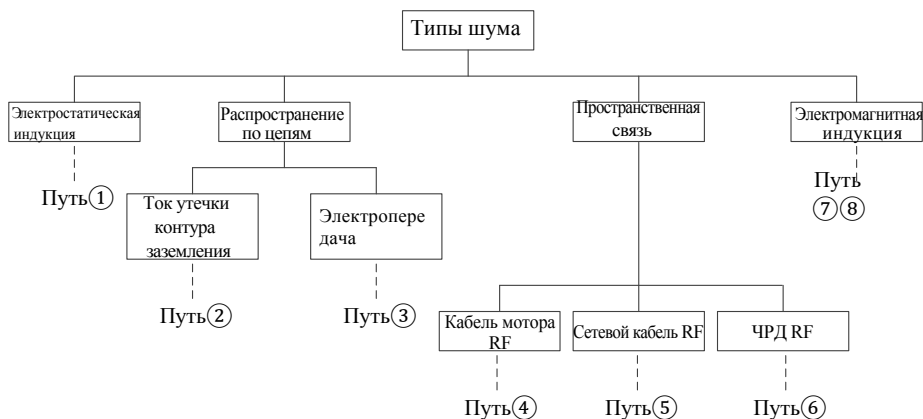 Типы шума
Электростатическая
индукция
Распространение
по цепям
Пространственная
связь
Электромагнитная
индукция
Путь①
Ток утечки
контура
заземления
Электропере
дача
Путь
⑦⑧
Путь②
Путь③
Кабель мотора
RF
Сетевой кабель RF
ЧРД RF
Путь④
Путь⑤
Путь⑥